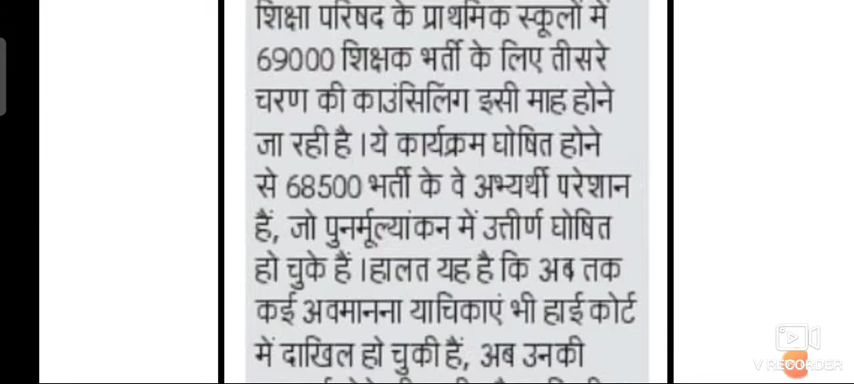 शिक्षा परिषद के प्राथमिक स्कूलों में
69000 शिक्षक भर्ती के लिए तीसरे
चरण की काउंसिलिंग इसी माह होने
जा रही है।ये कार्यक्रम घोषित होने
से 68500 भर्ती के वे अभ्यर्थी परेशान
हैं, जो पुनर्मूल्यांकन में उत्तीर्ण घोषित
हो चुके हैं।हालत यह है कि अब तक
कई अवमानना याचिकाएं भी हाई कोर्ट
में दाखिल हो चुकी हैं, अब उनकी
V RECORDER